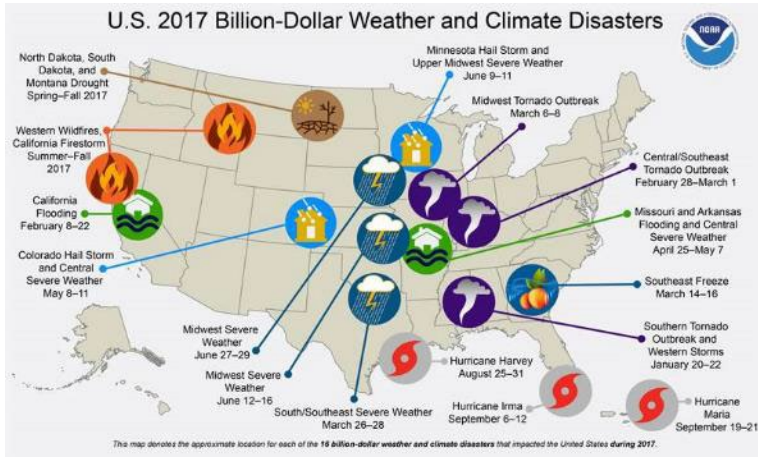 U.S. 2017 Billion-Dollar Weather and Climate Disasters
NOAA
North Dakota, South
Dakota, and
Montana Drought
Spring–Fall 2017
Minnesota Hail Storm and
Upper Midwest Severe Weather
June 9–11
Midwest Tornado Outbreak
March 6–8
Western Wildfires,
California Firestorm
Summer–Fall
2017
Central/Southeast
Tornado Outbreak
February 28–March 1
California
Flooding
February 8–22
Missouri and Arkansas
Flooding and Central
Severe Weather
April 25–May 7
Colorado Hail Storm
and Central
Severe Weather
May 8–11
Southeast Freeze
March 14–16
Midwest Severe
Weather
June 27–29
Southern Tornado
Outbreak and
Western Storms
January 20–22
Midwest Severe
Weather
June 12–16
Hurricane Harvey
August 25–31
South/Southeast Severe Weather
March 26–28
Hurricane Irma
September 6–12
Hurricane
Maria
September 19–21
This map denotes the approximate location for each of the 16 billion-dollar weather and climate disasters that impacted the United States during 2017.